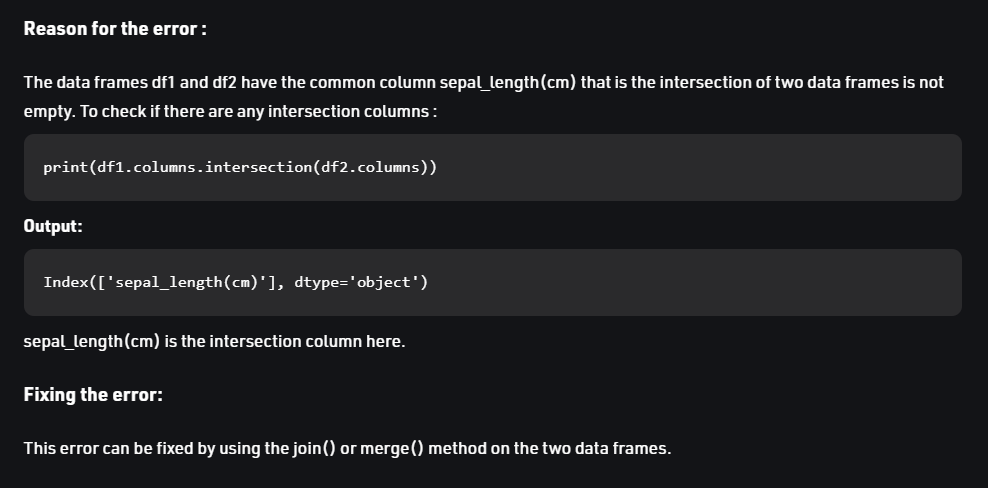 Reason for the error :
The data frames df1 and df2 have the common column sepal_length(cm) that is the intersection of two data frames is not
empty. To check if there are any intersection columns :
print(df1.columns.intersection(df2.columns))
Output:
Index(['sepal_length(cm)'], dtype='object')
sepal_length(cm) is the intersection column here.
Fixing the error:
This error can be fixed by using the join() or merge() method on the two data frames.